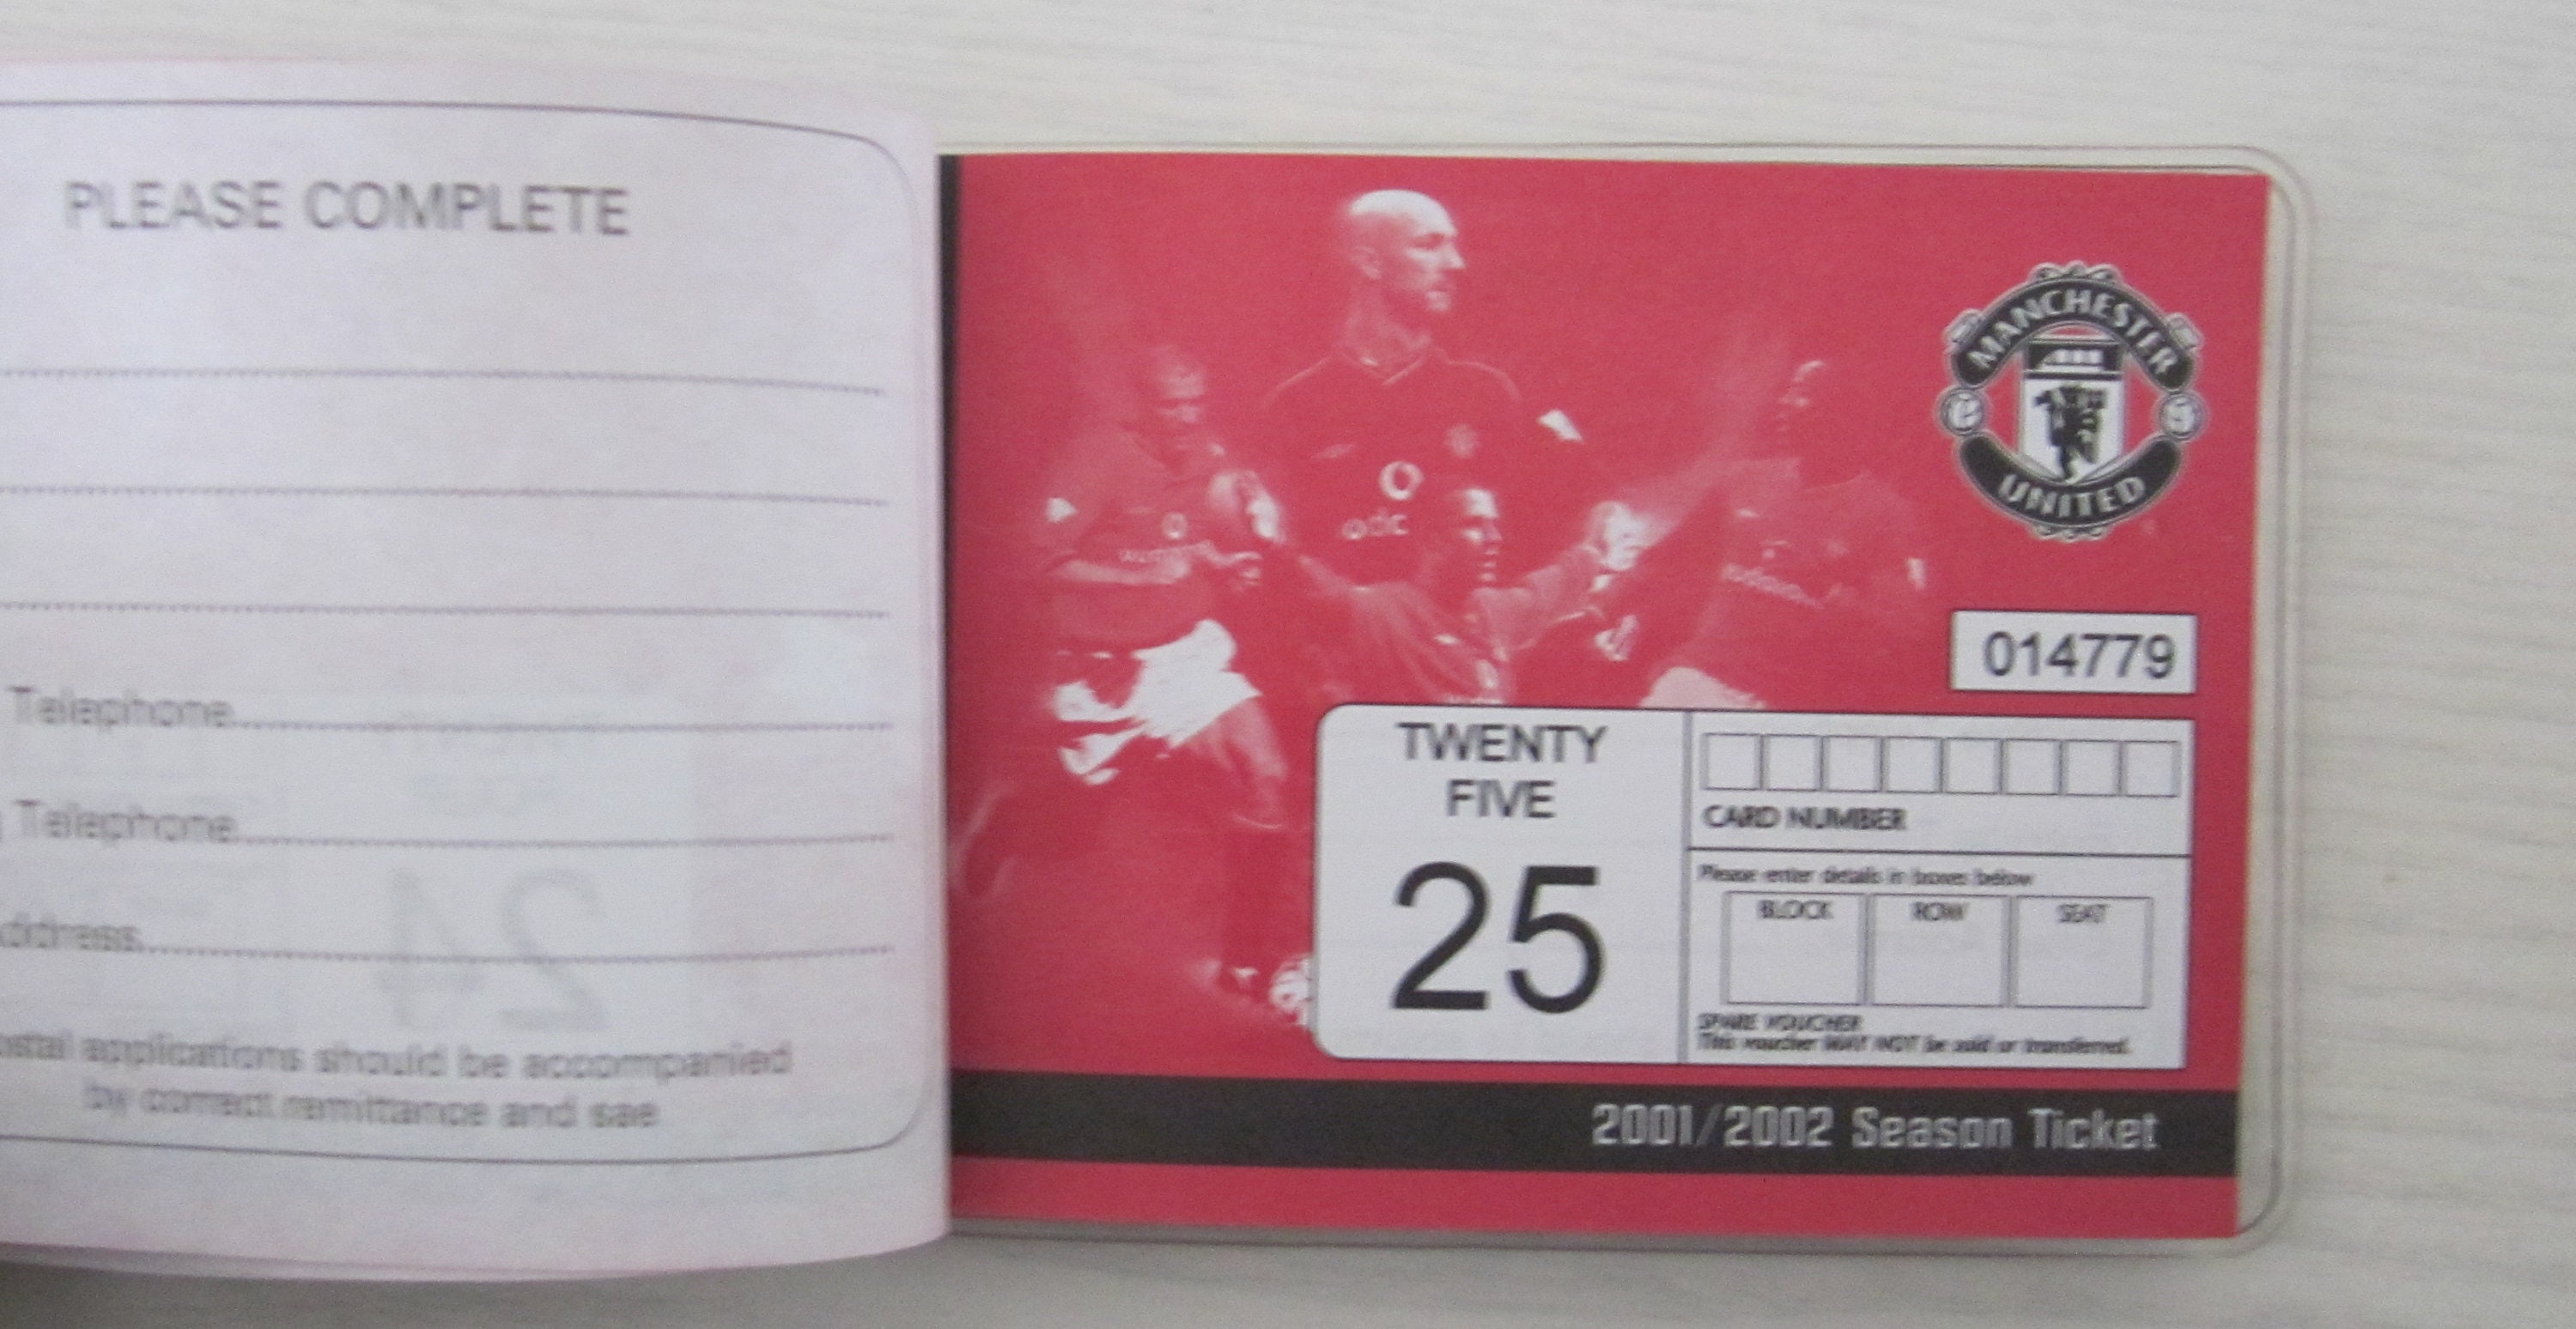 PLEASE COMPLETE
Telephone
Telephone
ddress
applications should be accompanied
by correct remittance and sae
MANCHESTER
UNITED
014779
TWENTY
FIVE
25
CARD NUMBER
Please enter details in boxes below
BLOCK
ROW
SEAT
SPARE VOUCHER
This voucher MAY NOT be sold or transferred.
2001/2002 Season Ticket